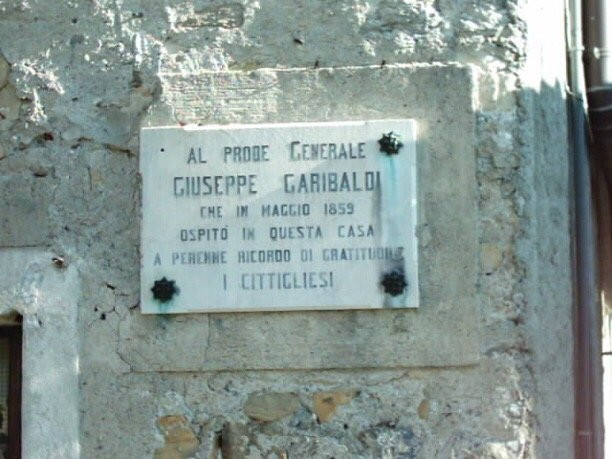 AL PRODE GENERALE
GIUSEPPE GARIBALDI
CHE IN MAGGIO 1859
OSPITÒ IN QUESTA CASA
A PERENNE RICORDO DI GRATITUDINE
I CITTIGLIESI